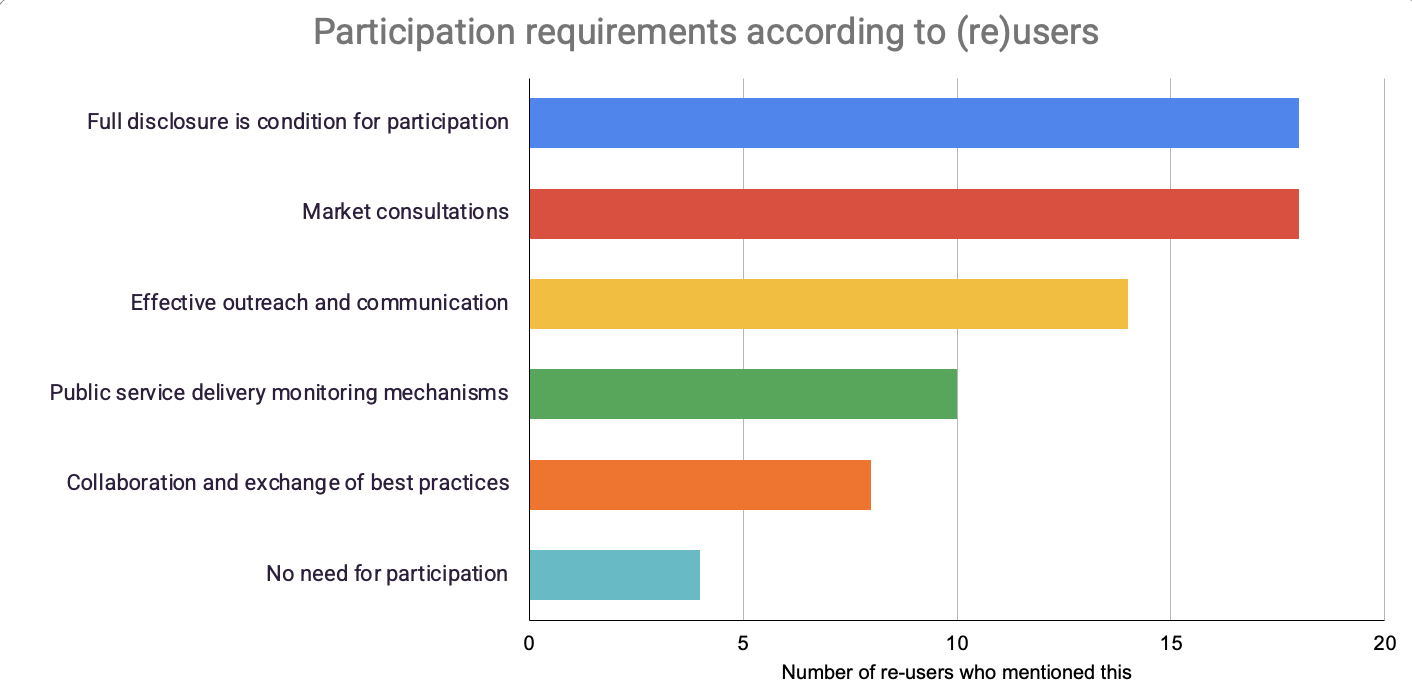 Participation requirements according to (re)users
Full disclosure is condition for participation
Market consultations
Effective outreach and communication
Public service delivery monitoring mechanisms
Collaboration and exchange of best practices
No need for participation
0 5 10 15 20
Number of re-users who mentioned this